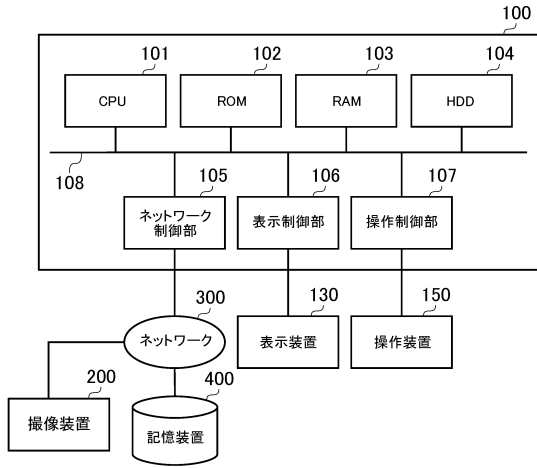 100
101
102
103
104
CPU
ROM
RAM
HDD
108
105
106
107
ネットワーク
制御部
表示制御部
操作制御部
300
130
150
ネットワーク
表示装置
操作装置
200
400
撮像装置
記憶装置